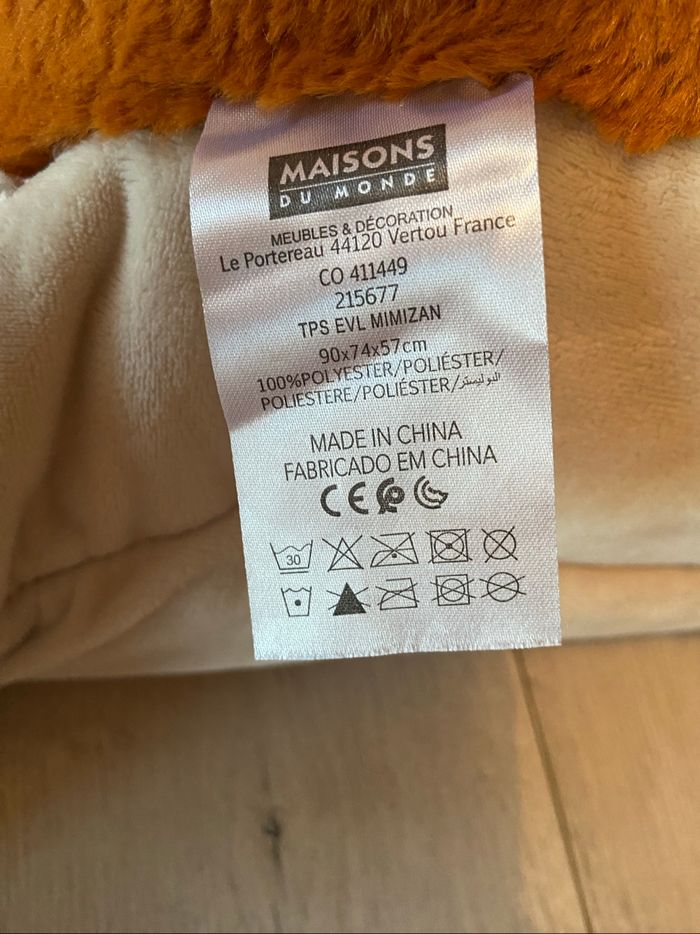 MAISONS
DU MONDE
MEUBLES & DÉCORATION
Le Portereau 44120 Vertou France
CO 411449
215677
TPS EVL MIMIZAN
90x74x57cm
100%POLYESTER/POLIÉSTER/
POLIESTERE/POLIÉSTER/البوليستر
MADE IN CHINA
FABRICADO EM CHINA
CE
30